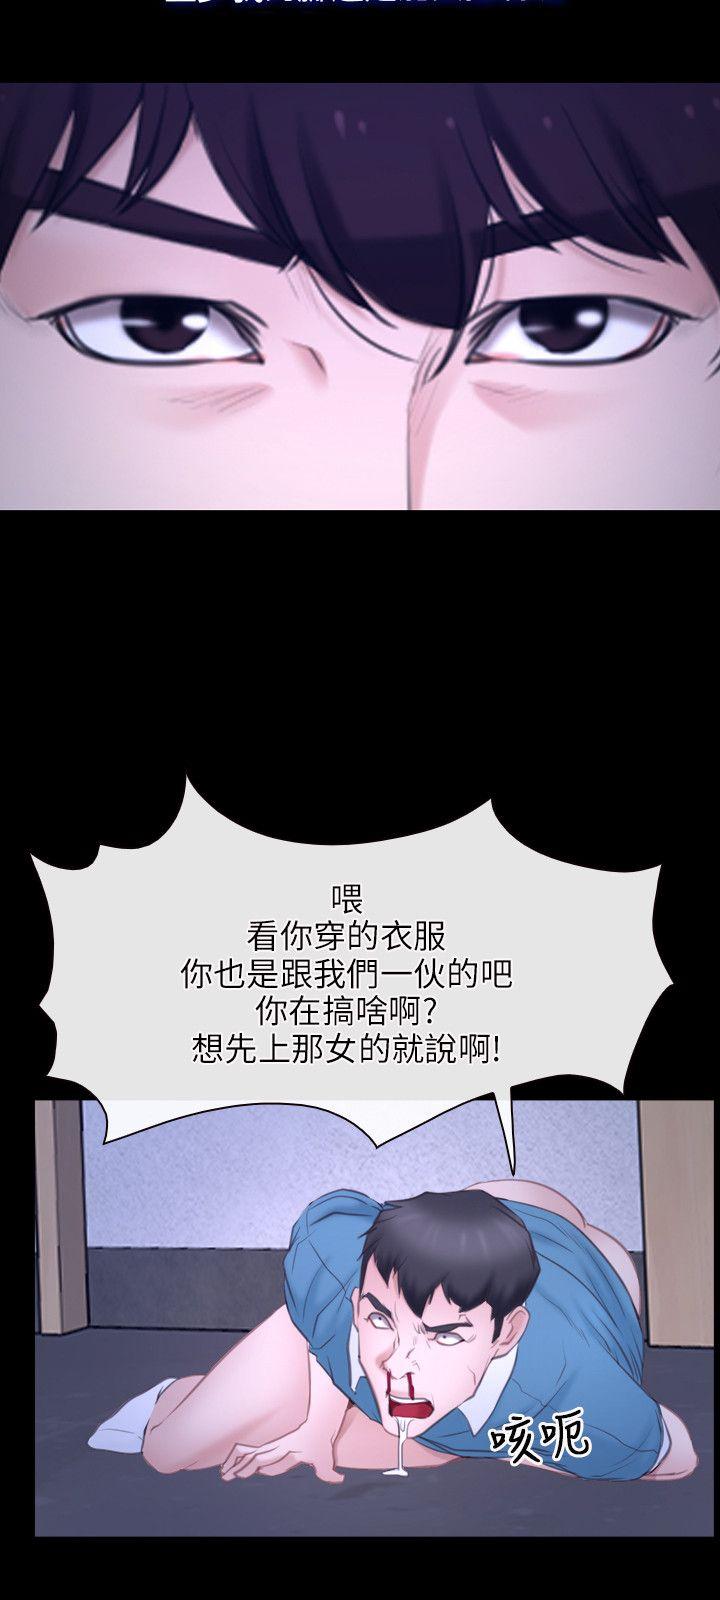 喂
看你穿的衣服
你也是跟我們一伙的吧
你在搞啥啊?
想先上那女的就說啊!
咳呃